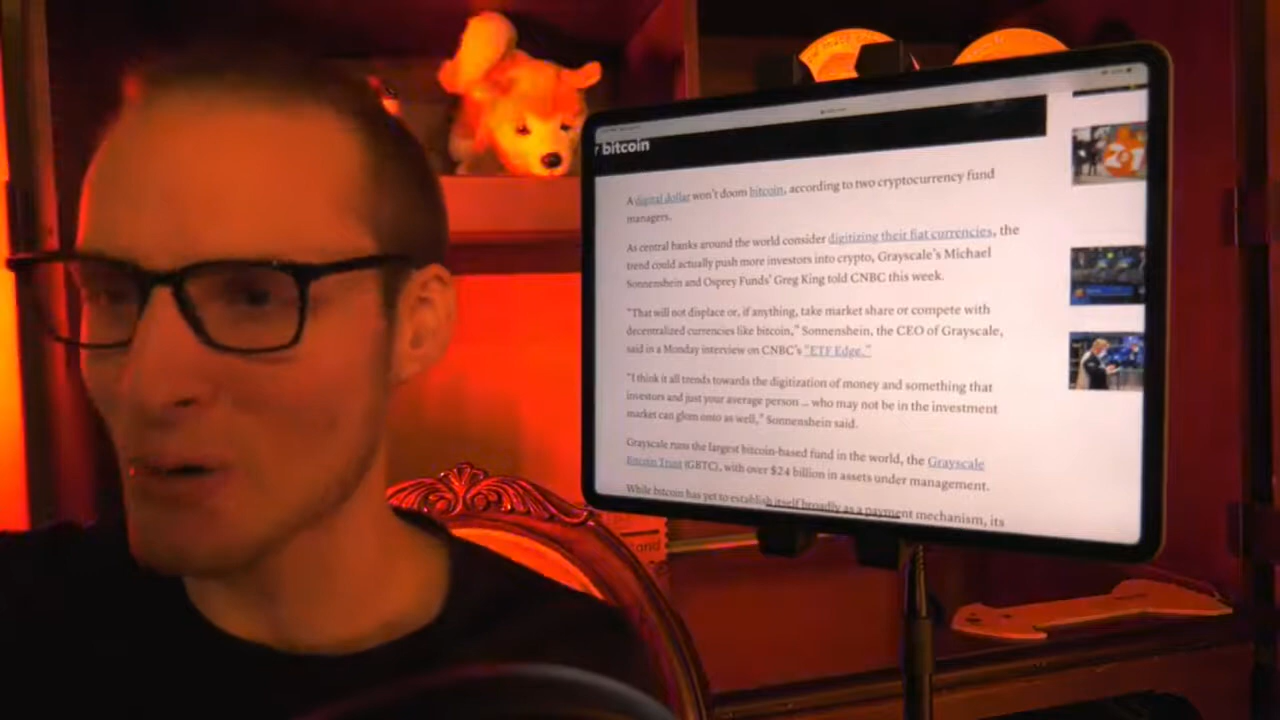 r bitcoin
A digital dollar won't doom bitcoin, according to two cryptocurrency fund
managers.
As central banks around the world consider digitizing their fiat currencies, the
trend could actually push more investors into crypto, Grayscale's Michael
Sonnenshein and Osprey Funds' Greg King told CNBC this week.
"That will not displace or, if anything, take market share or compete with
decentralized currencies like bitcoin," Sonnenshein, the CEO of Grayscale,
said in a Monday interview on CNBC's "ETF Edge."
"I think it all trends towards the digitization of money and something that
investors and just your average person ... who may not be in the investment
market can glom onto as well," Sonnenshein said.
Grayscale runs the largest bitcoin-based fund in the world, the Grayscale
Bitcoin Trust (GBTC), with over $24 billion in assets under management.
While bitcoin has yet to establish itself broadly as a payment mechanism, its